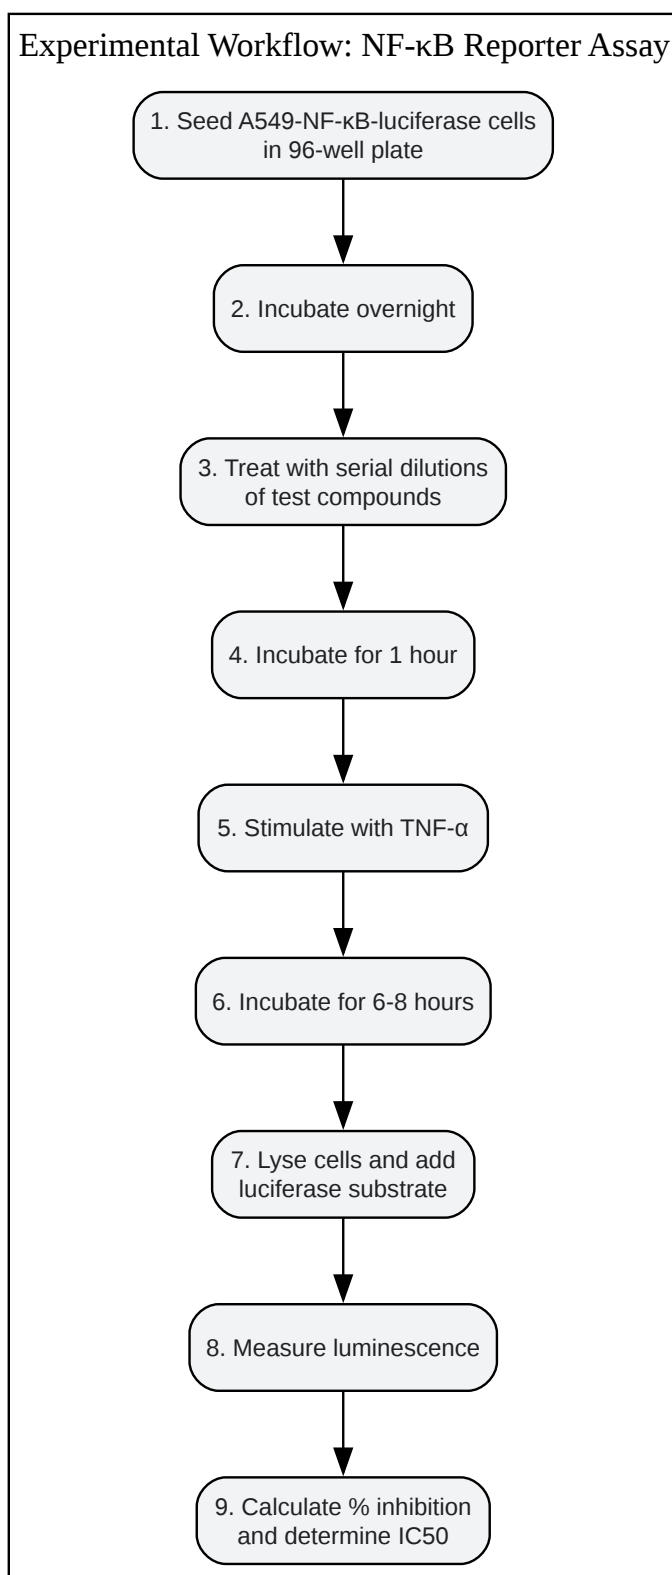 Experimental Workflow: NF-κB Reporter Assay
1. Seed A549-NF-κB-luciferase cells
in 96-well plate
2. Incubate overnight
3. Treat with serial dilutions
of test compounds
4. Incubate for 1 hour
5. Stimulate with TNF-α
6. Incubate for 6-8 hours
7. Lyse cells and add
luciferase substrate
8. Measure luminescence
9. Calculate % inhibition
and determine IC50